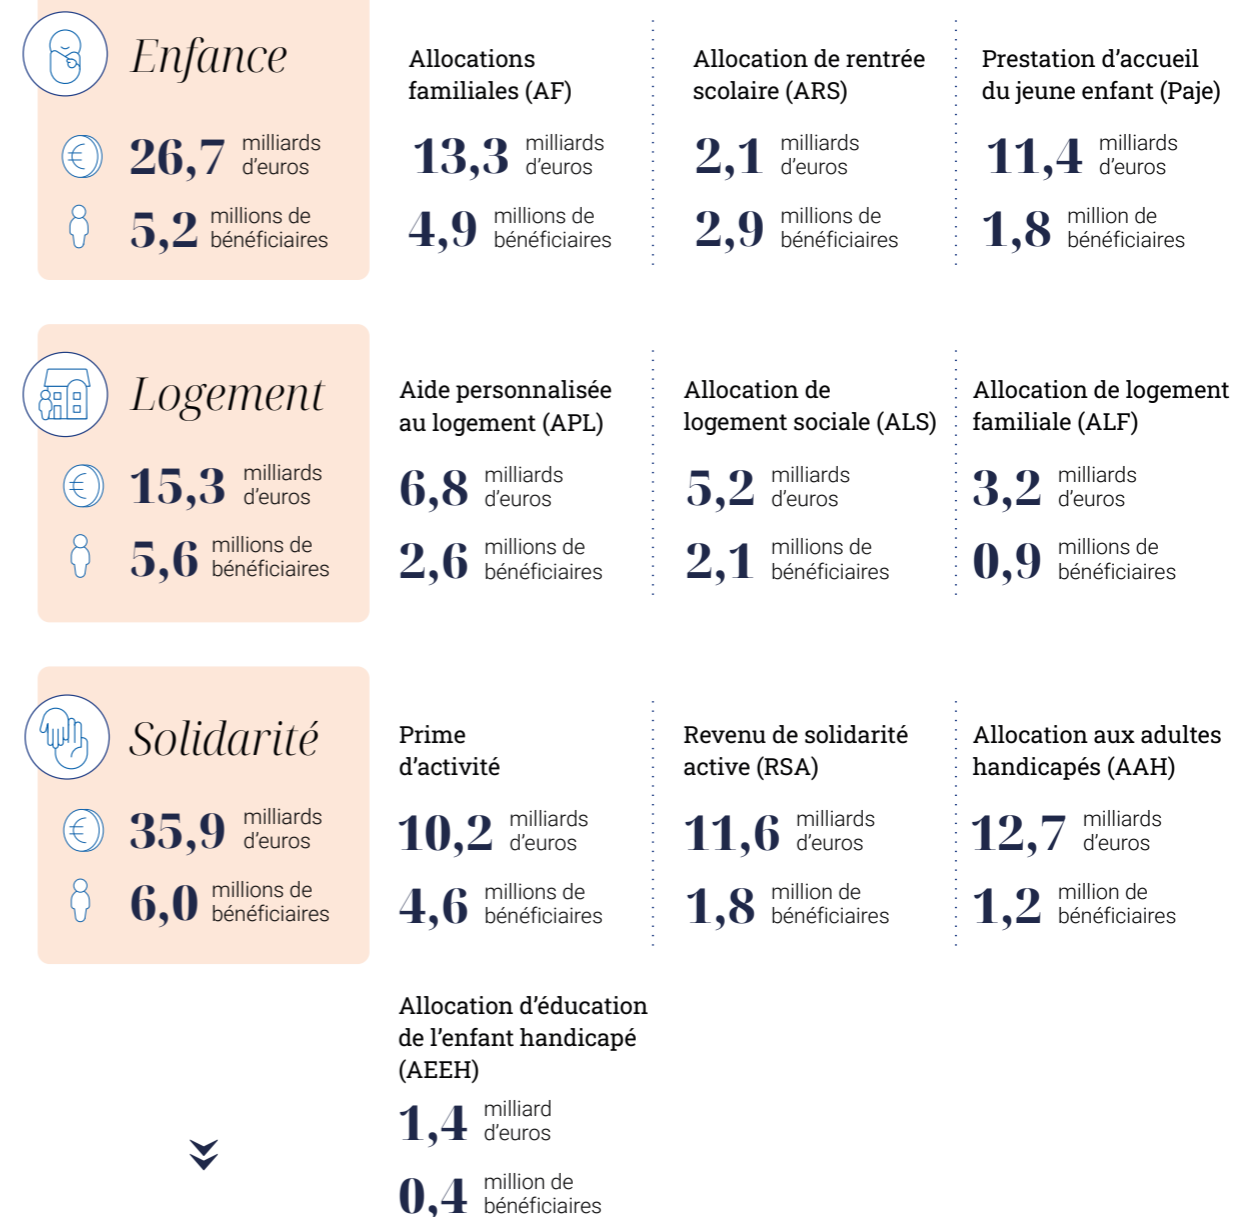 Enfance
26,7 milliards
d’euros
5,2 millions de
bénéficiaires
Allocations
familiales (AF)
13,3 milliards
d’euros
4,9 millions de
bénéficiaires
Allocation de rentrée
scolaire (ARS)
2,1 milliards
d’euros
2,9 millions de
bénéficiaires
Prestation d’accueil
du jeune enfant (Paje)
11,4 milliards
d’euros
1,8 million de
bénéficiaires
Logement
15,3 milliards
d’euros
5,6 millions de
bénéficiaires
Aide personnalisée
au logement (APL)
6,8 milliards
d’euros
2,6 millions de
bénéficiaires
Allocation de
logement sociale (ALS)
5,2 milliards
d’euros
2,1 millions de
bénéficiaires
Allocation de logement
familiale (ALF)
3,2 milliards
d’euros
0,9 millions de
bénéficiaires
Solidarité
35,9 milliards
d’euros
6,0 millions de
bénéficiaires
Prime
d’activité
10,2 milliards
d’euros
4,6 millions de
bénéficiaires
Revenu de solidarité
active (RSA)
11,6 milliards
d’euros
1,8 million de
bénéficiaires
Allocation aux adultes
handicapés (AAH)
12,7 milliards
d’euros
1,2 million de
bénéficiaires
Allocation d’éducation
de l’enfant handicapé
(AEEH)
1,4 milliard
d’euros
0,4 million de
bénéficiaires